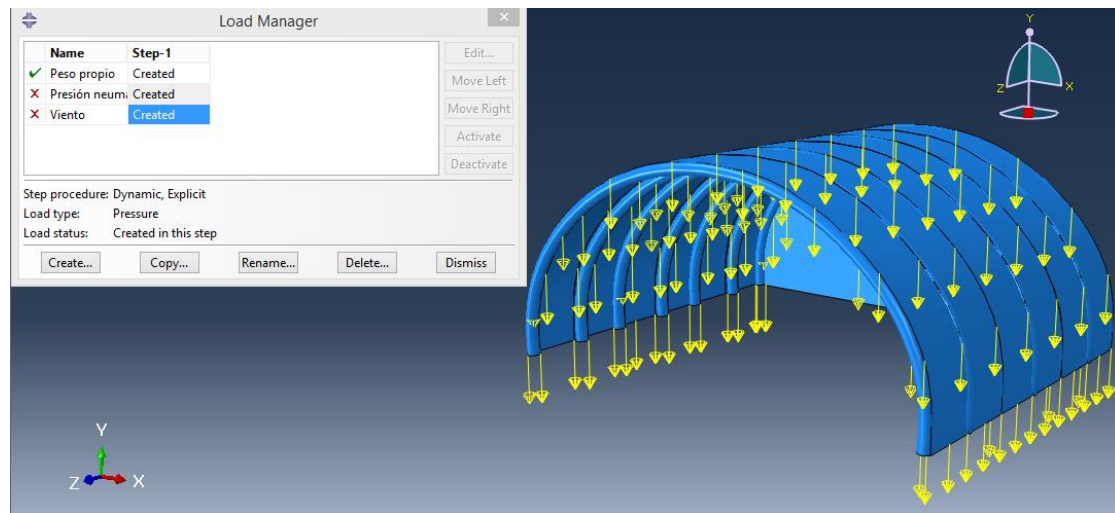 Load Manager
Name Step-1
Peso propio Created
Presión neuma Created
Viento Created
Edit...
Move Left
Move Right
Activate
Deactivate
Step procedure: Dynamic, Explicit
Load type: Pressure
Load status: Created in this step
Create... Copy... Rename... Delete... Dismiss
Y
Z X
Y
Z X